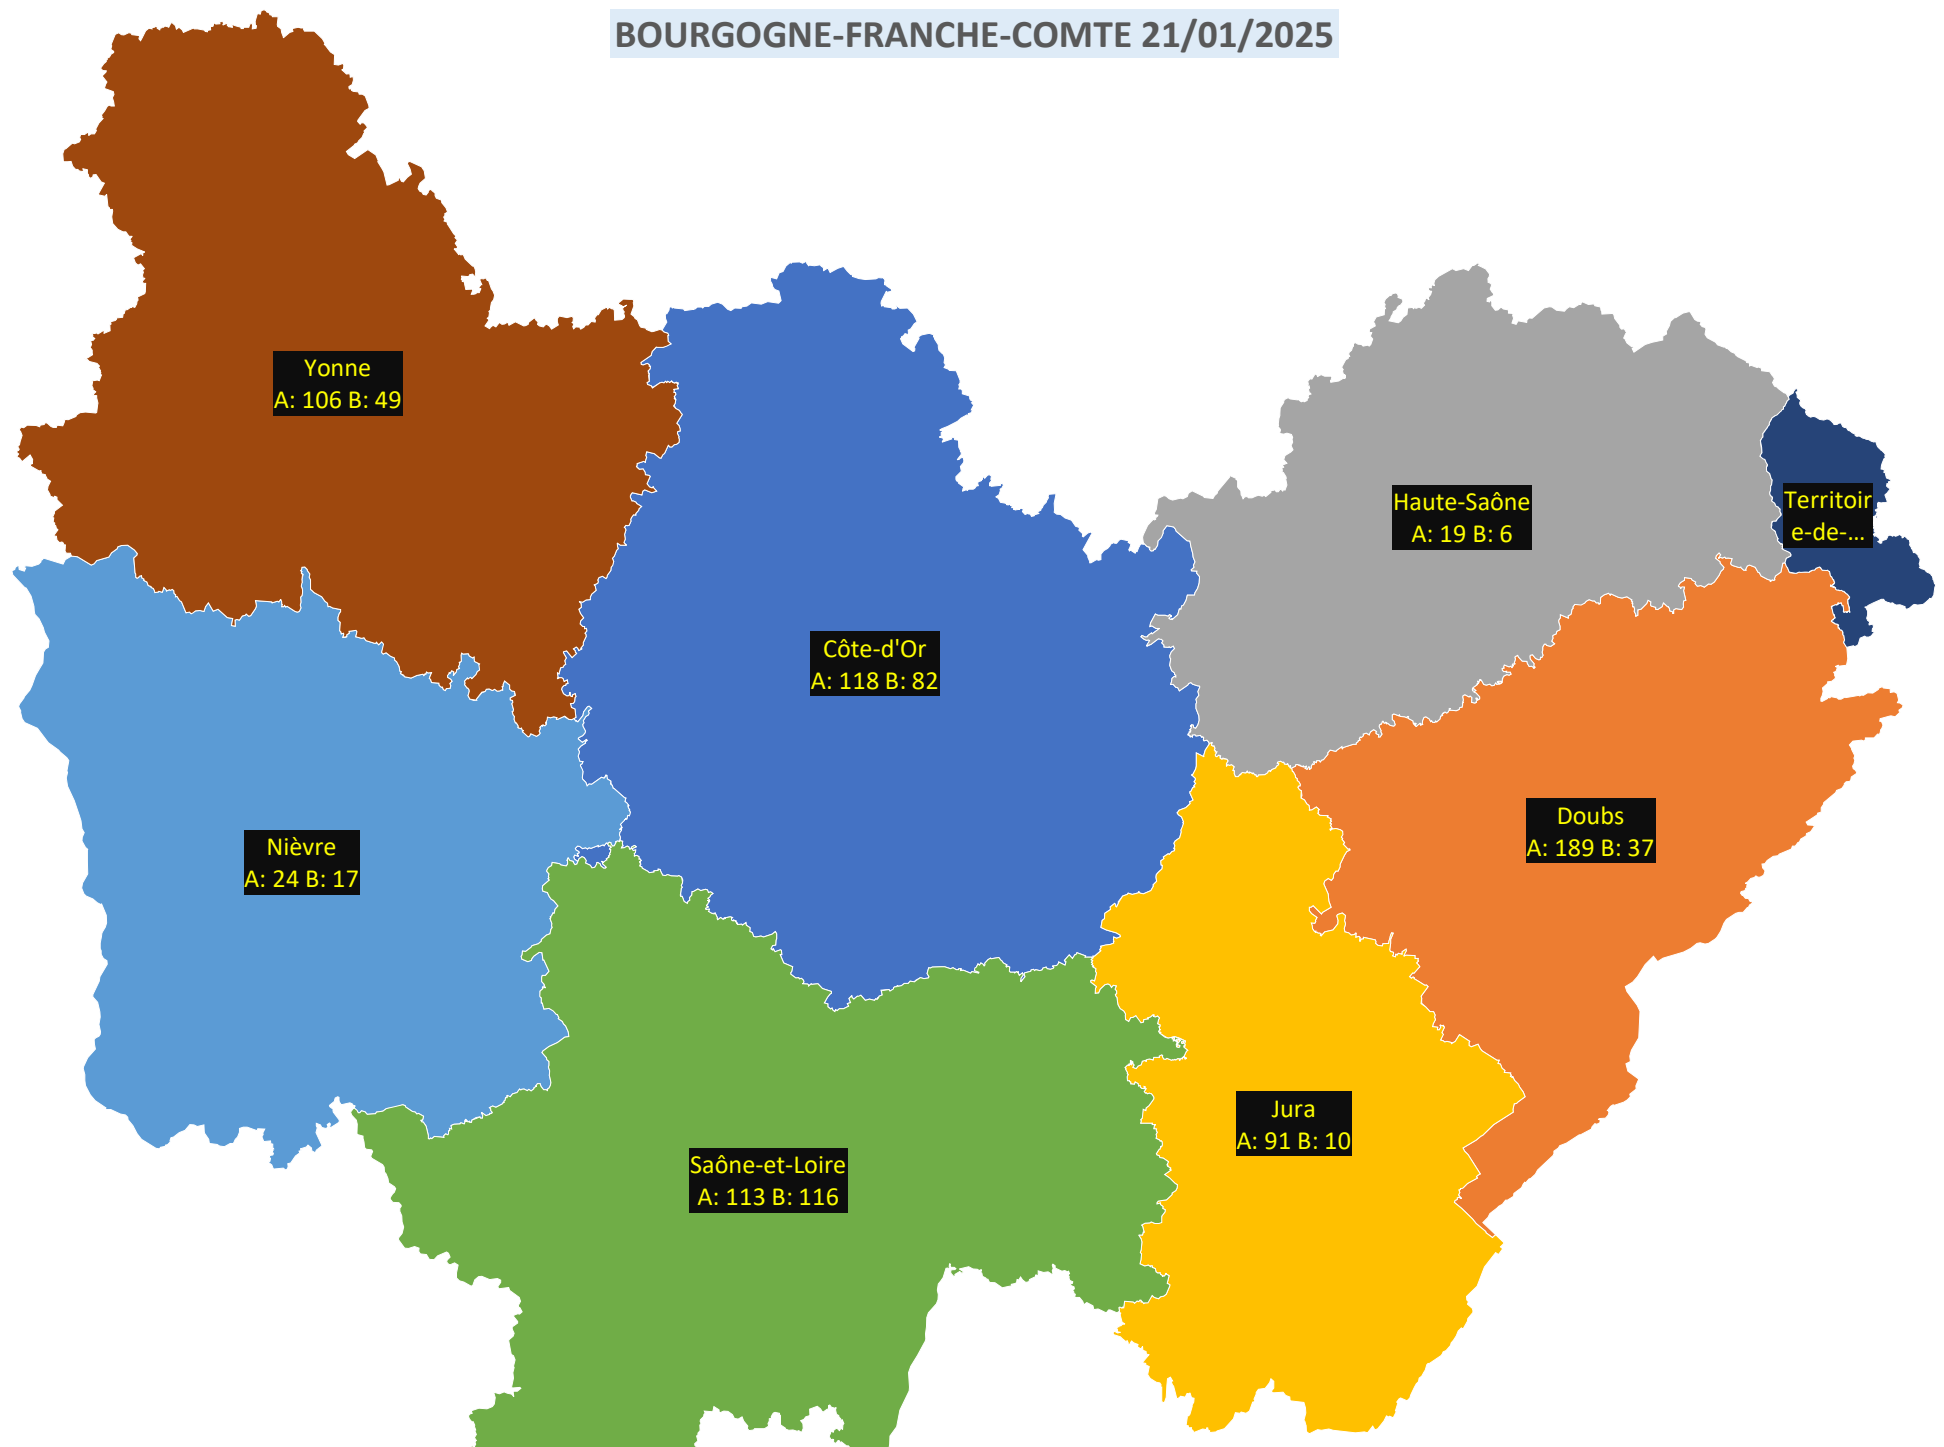 BOURGOGNE-FRANCHE-COMTE 21/01/2025
Yonne
A: 106 B: 49
Haute-Saône
A: 19 B: 6
Territoir
e-de-...
Côte-d'Or
A: 118 B: 82
Nièvre
A: 24 B: 17
Doubs
A: 189 B: 37
Jura
A: 91 B: 10
Saône-et-Loire
A: 113 B: 116